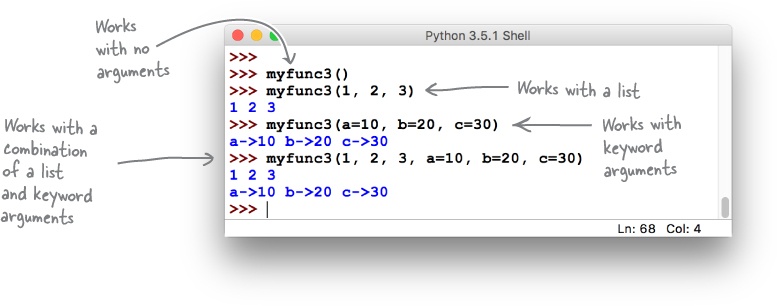 Works
with no
arguments
Python 3.5.1 Shell
>>>
>>> myfunc3()
>>> myfunc3(1, 2, 3)
Works with a list
1 2 3
>>> myfunc3(a=10, b=20, c=30)
Works with
keyword
arguments
a->10 b->20 c->30
Works with a
combination
of a list
and keyword
arguments
>>> myfunc3(1, 2, 3, a=10, b=20, c=30)
1 2 3
a->10 b->20 c->30
>>>
Ln: 68 Col: 4